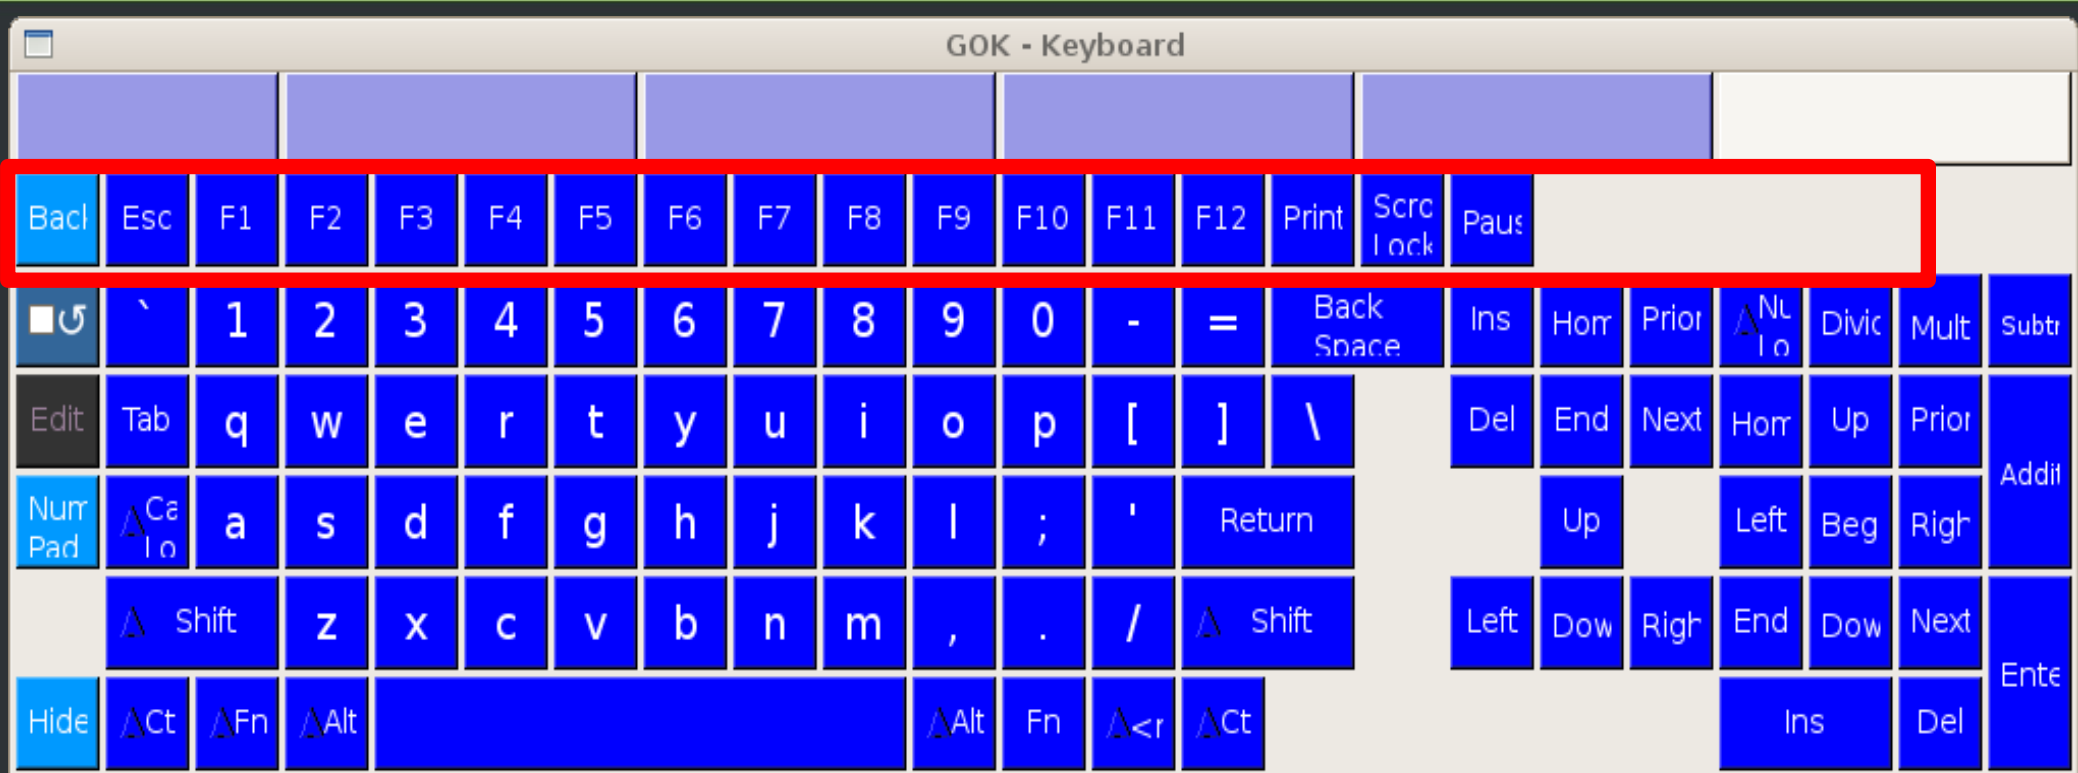 GOK - Keyboard
Back Esc F1 F2 F3 F4 F5 F6 F7 F8 F9 F10 F11 F12 Print Scro Lock Paus
` 1 2 3 4 5 6 7 8 9 0 - = Back Space Ins Hom Prior Nu Lo Divic Mult Subtr
Edit Tab q w e r t y u i o p [ ] \ Del End Next Hom Up Prior
Addit
Num Pad Ca Lo a s d f g h j k l ; ' Return Up Left Beg Righ
Shift z x c v b n m , . / Shift Left Dow Righ End Dow Next
Ente
Hide Ct Fn Alt Alt Fn <r Ct Ins Del